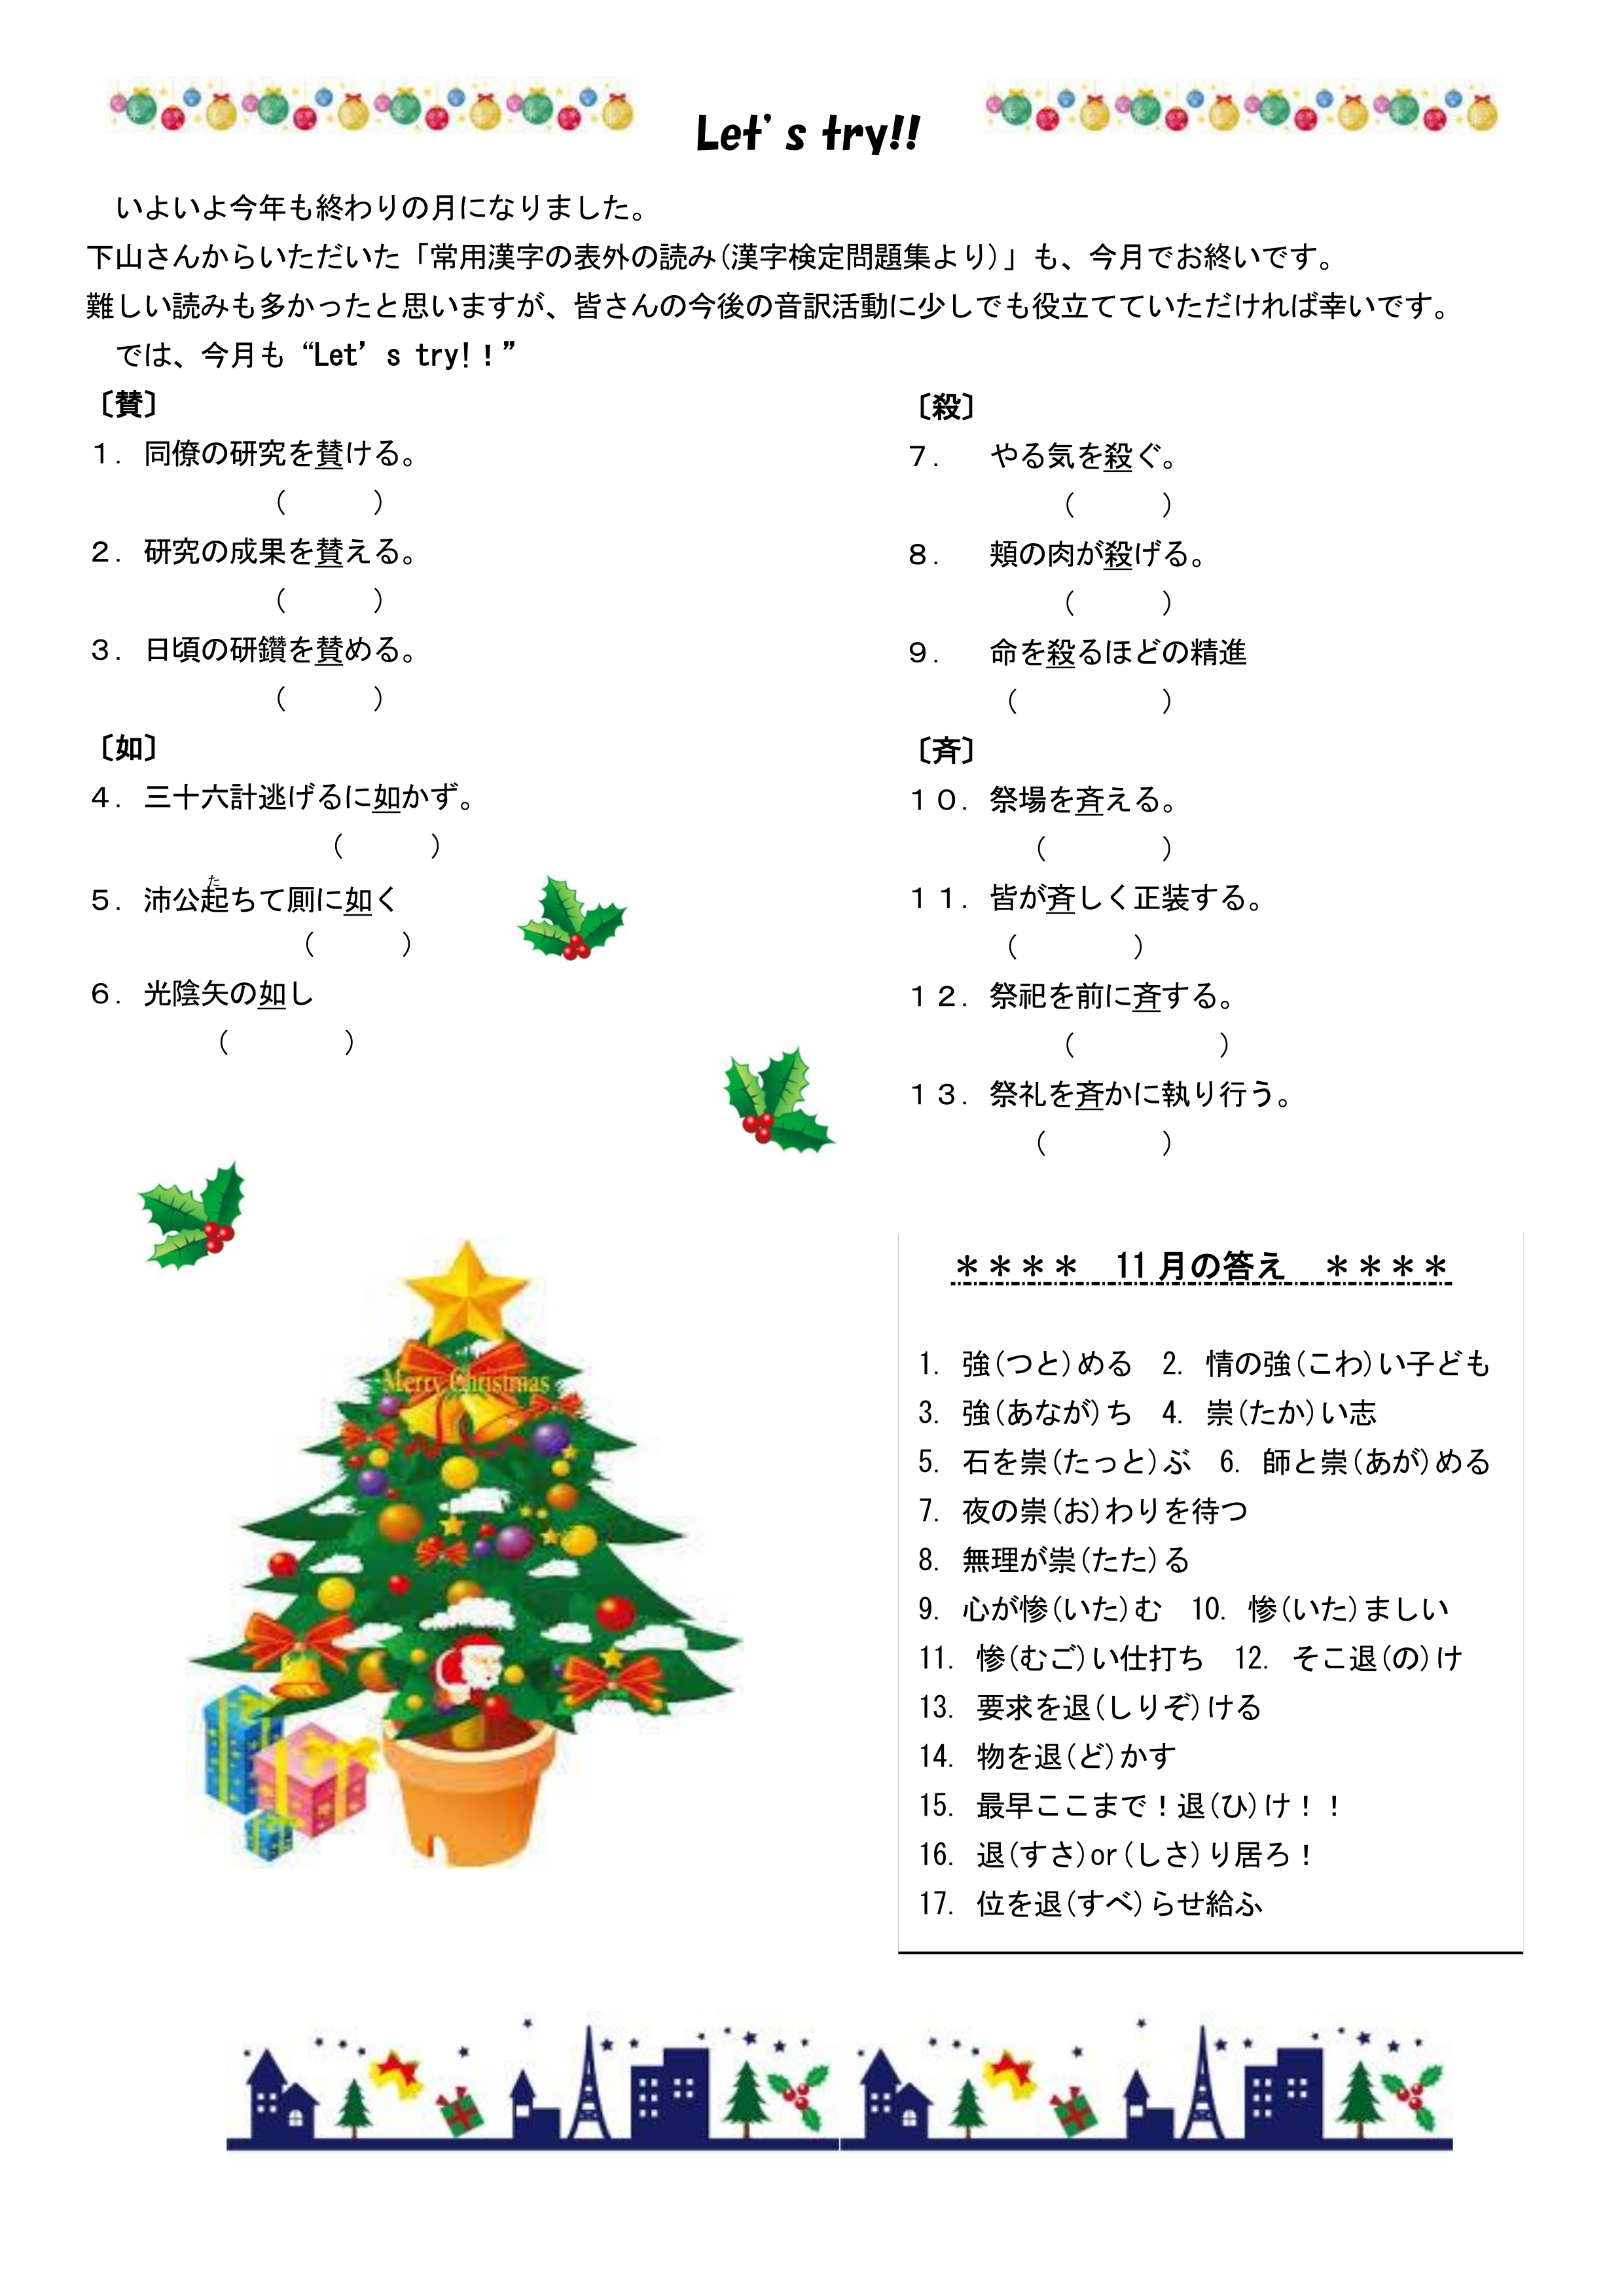 Let's try!!
いよいよ今年も終わりの月になりました。
下山さんからいただいた「常用漢字の表外の読み(漢字検定問題集より)」も、今月でお終いです。
難しい読みも多かったと思いますが、皆さんの今後の音訳活動に少しでも役立てていただければ幸いです。
では、今月も“Let’s try!！”
〔賛〕
１．同僚の研究を賛ける。
（　　　）
２．研究の成果を賛える。
（　　　）
３．日頃の研鑽を賛める。
（　　　）
〔如〕
４．三十六計逃げるに如かず。
（　　　）
た
５．沛公起ちて厠に如く
（　　　）
６．光陰矢の如し
（　　　　）
〔殺〕
７．　やる気を殺ぐ。
（　　　）
８．　頬の肉が殺げる。
（　　　）
９．　命を殺るほどの精進
（　　　　　）
〔斉〕
１０．祭場を斉える。
（　　　　）
１１．皆が斉しく正装する。
（　　　　）
１２．祭祀を前に斉する。
（　　　　　）
１３．祭礼を斉かに執り行う。
（　　　　）
Merry Christmas
＊＊＊＊　11月の答え　＊＊＊＊
1. 強(つと)める　2. 情の強(こわ)い子ども
3. 強(あなが)ち　4. 崇(たか)い志
5. 石を崇(たっと)ぶ　6. 師と崇(あが)める
7. 夜の崇(お)わりを待つ
8. 無理が祟(たた)る
9. 心が惨(いた)む　10. 惨(いた)ましい
11. 惨(むご)い仕打ち　12. そこ退(の)け
13. 要求を退(しりぞ)ける
14. 物を退(ど)かす
15. 最早ここまで！退(ひ)け！！
16. 退(すさ)or(しさ)り居ろ！
17. 位を退(すべ)らせ給ふ